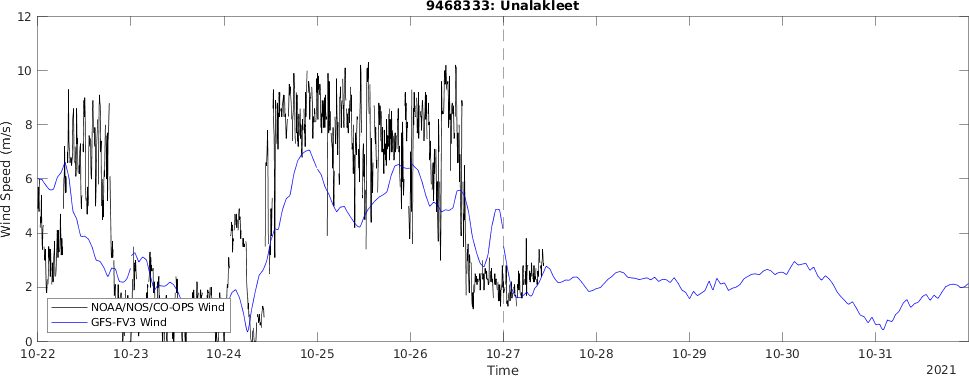 9468333: Unalakleet
12
10
8
6
4
2
0
Wind Speed (m/s)
NOAA/NOS/CO-OPS Wind
GFS-FV3 Wind
10-22 10-23 10-24 10-25 10-26 10-27 10-28 10-29 10-30 10-31
Time
2021